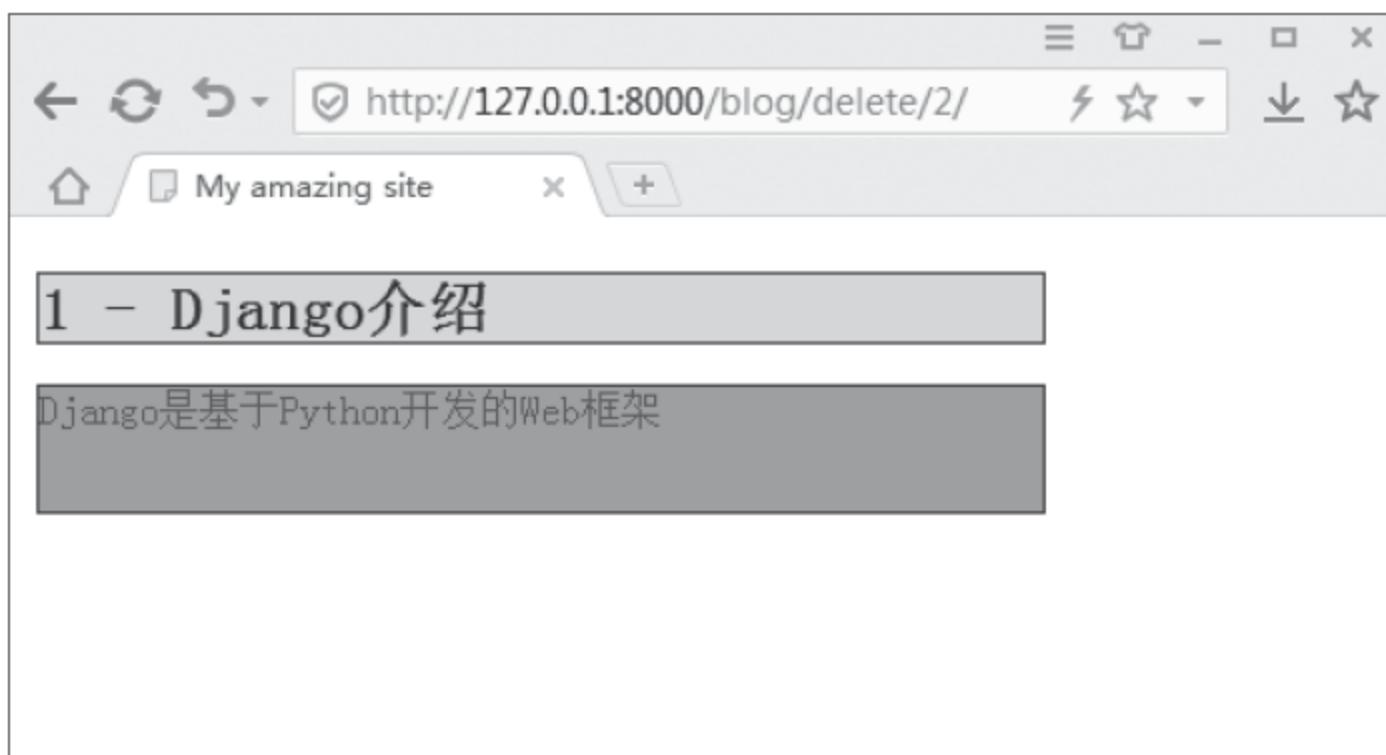 http://127.0.0.1:8000/blog/delete/2/
My amazing site
1 - Django介绍
Django是基于Python开发的Web框架